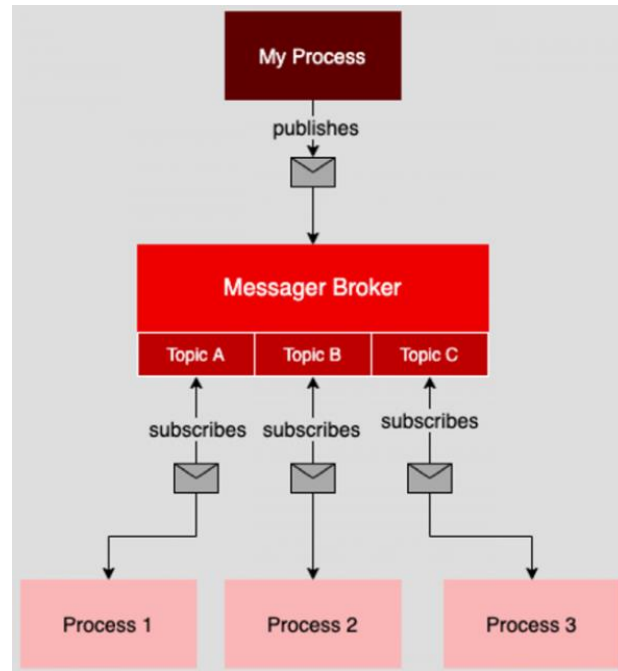 My Process
publishes
Messager Broker
Topic A
Topic B
Topic C
subscribes
subscribes
subscribes
Process 1
Process 2
Process 3